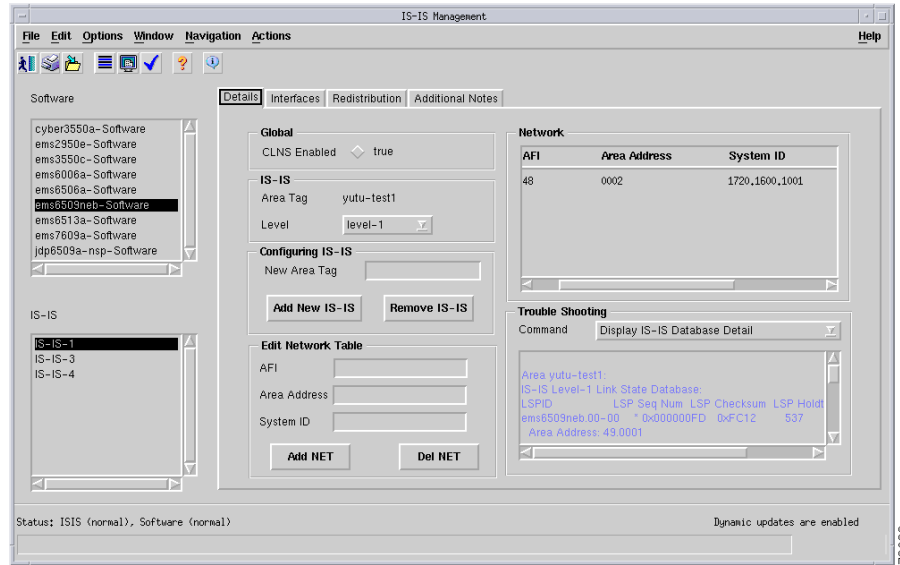 IS-IS Management
File Edit Options Window Navigation Actions Help
Software
cyber3550a-Software
ems2950e-Software
ems3550c-Software
ems6006a-Software
ems6506a-Software
ems6509neb-Software
ems6513a-Software
ems7609a-Software
jdp6509a-nsp-Software
IS-IS
IS-IS-1
IS-IS-3
IS-IS-4
Details Interfaces Redistribution Additional Notes
Global
CLNS Enabled true
IS-IS
Area Tag yutu-test1
Level level-1
Configuring IS-IS
New Area Tag
Add New IS-IS Remove IS-IS
Edit Network Table
AFI
Area Address
System ID
Add NET Del NET
Network
AFI Area Address System ID
48 0002 1720.1600.1001
Trouble Shooting
Command Display IS-IS Database Detail
Area yutu-test1:
IS-IS Level-1 Link State Database:
LSPID LSP Seq Num LSP Checksum LSP Holdt
ems6509neb.00-00 * 0x000000FD 0xFC12 537
Area Address: 49.0001
Status: ISIS (normal), Software (normal)
Dynamic updates are enabled